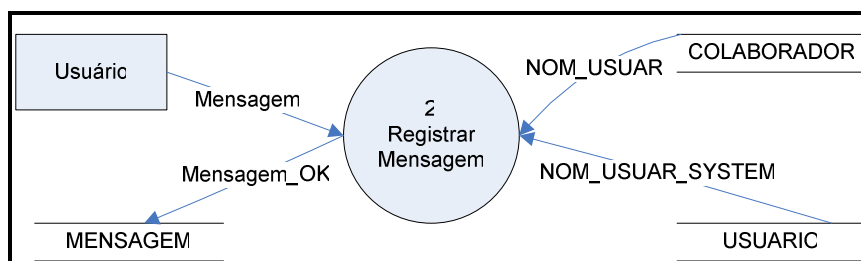 Usuário
Mensagem
2
Registrar
Mensagem
NOM_USUAR
COLABORADOR
Mensagem_OK
NOM_USUAR_SYSTEM
MENSAGEM
USUARIO